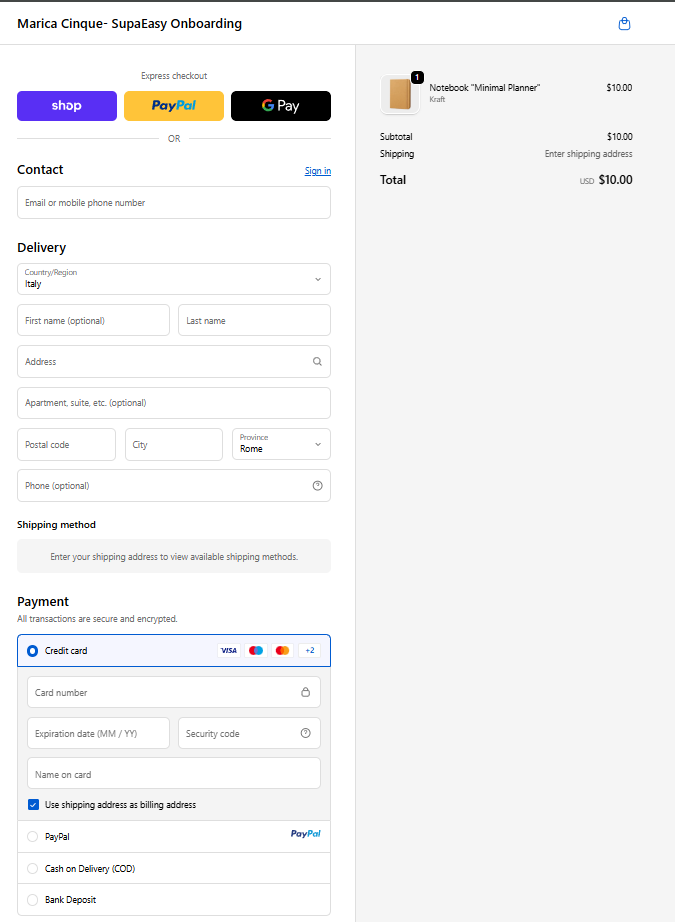 Marica Cinque- SupaEasy Onboarding
Express checkout
shop
PayPal
G Pay
OR
Contact
Sign in
Email or mobile phone number
Delivery
Country/Region
Italy
First name (optional)
Last name
Address
Apartment, suite, etc. (optional)
Postal code
City
Province
Rome
Phone (optional)
Shipping method
Enter your shipping address to view available shipping methods.
Payment
All transactions are secure and encrypted.
Credit card
VISA
+2
Card number
Expiration date (MM / YY)
Security code
Name on card
Use shipping address as billing address
PayPal
PayPal
Cash on Delivery (COD)
Bank Deposit
1
Notebook “Minimal Planner”
$10.00
Kraft
Subtotal
$10.00
Shipping
Enter shipping address
Total
USD $10.00